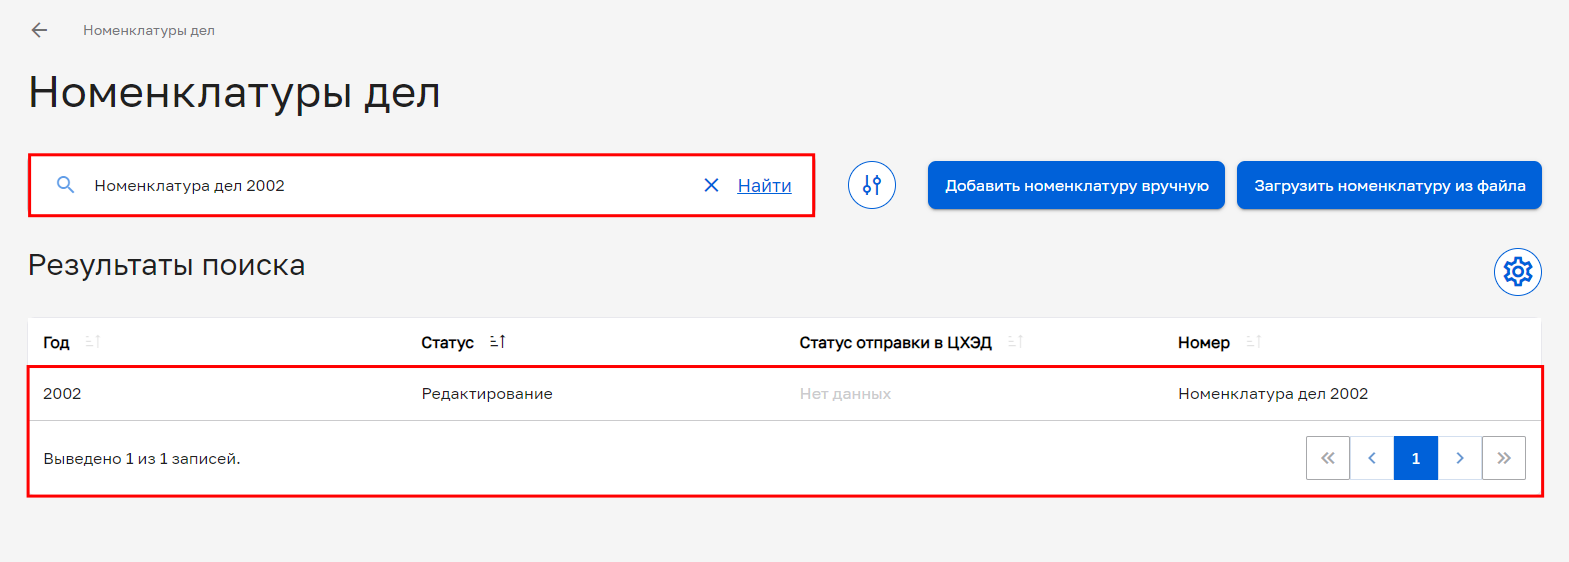 Номенклатуры дел
Номенклатуры дел
Номенклатура дел 2002 Найти Добавить номенклатуру вручную Загрузить номенклатуру из файла
Результаты поиска
Год Статус Статус отправки в ЦХЭД Номер
2002 Редактирование Нет данных Номенклатура дел 2002
Выведено 1 из 1 записей. 1